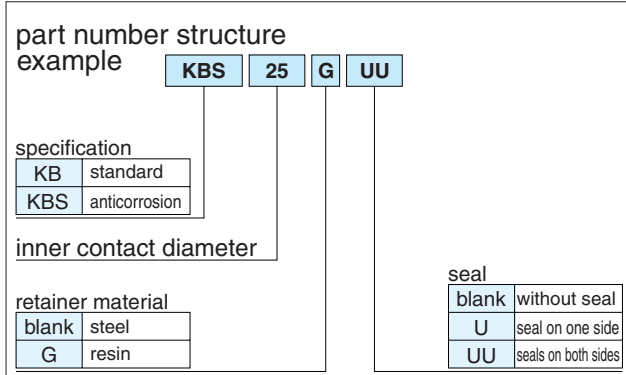 part number structure
example
KBS 25 G UU
specification
KB standard
KBS anticorrosion
inner contact diameter
retainer material
blank steel
G resin
seal
blank without seal
U seal on one side
UU seals on both sides